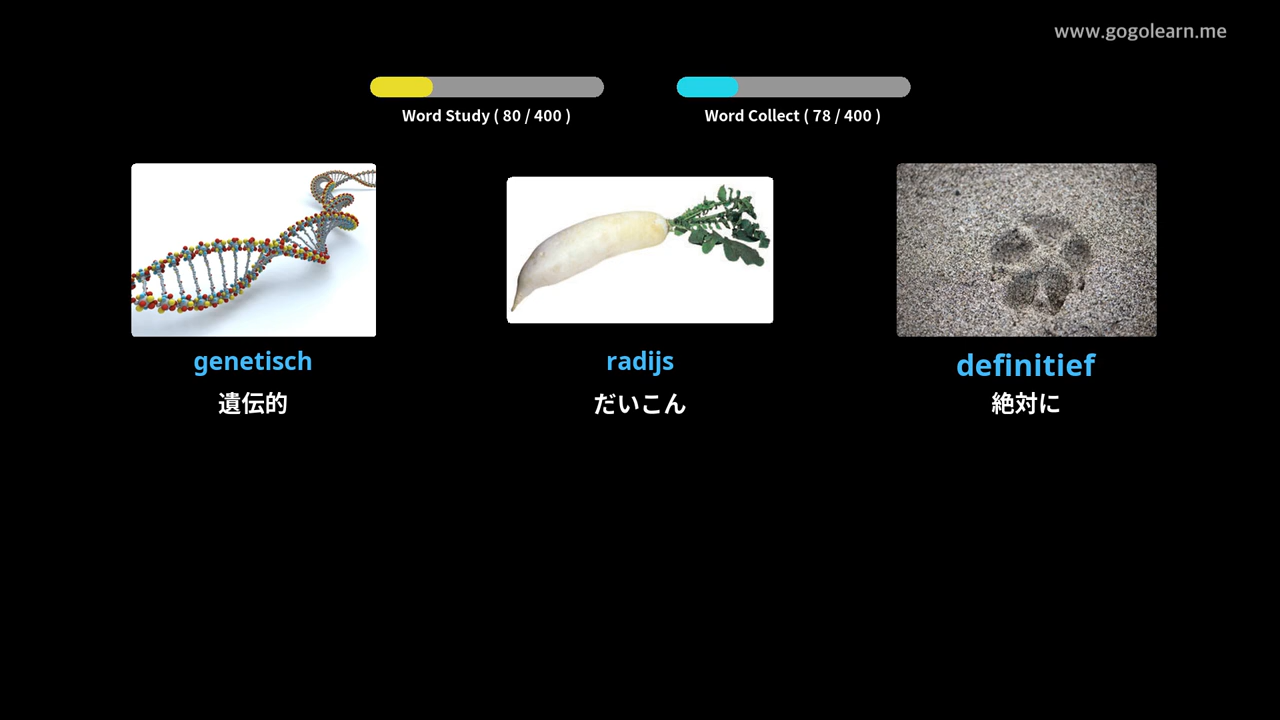 www.gogolearn.me
Word Study ( 80 / 400 )
Word Collect ( 78 / 400 )
genetisch
遺伝的
radijs
だいこん
definitief
絶対に